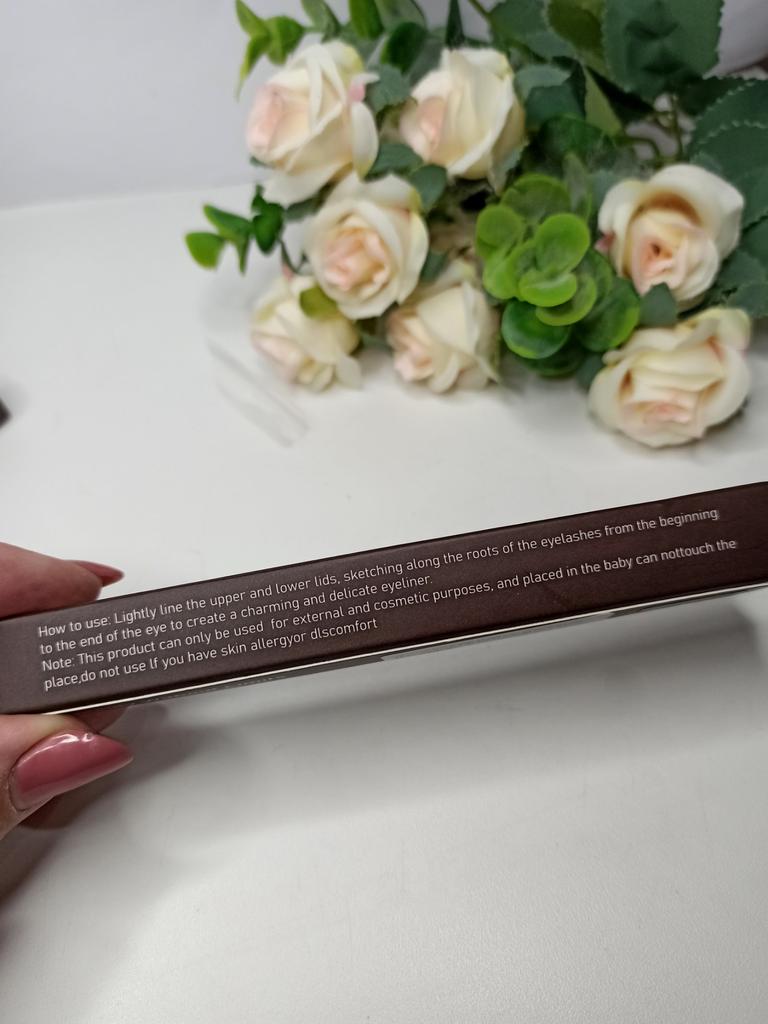 How to use: Lightly line the upper and lower lids, sketching along the roots of the eyelashes from the beginning
to the end of the eye to create a charming and delicate eyeliner.
Note: This product can only be used for external and cosmetic purposes, and placed in the baby can nottouch the
place,do not use lf you have skin allergyor dlscomfort